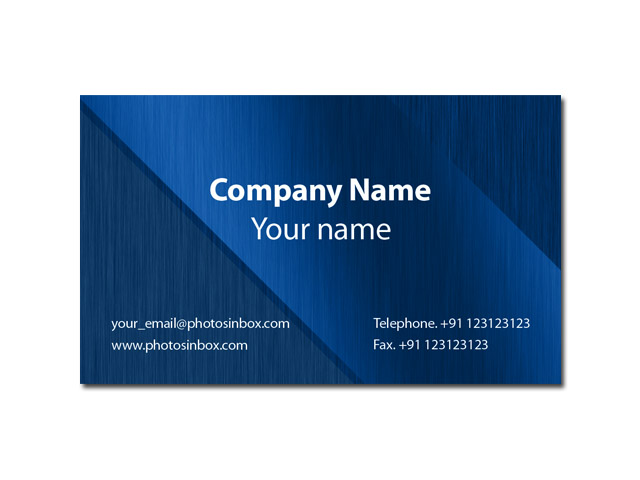 Company Name
Your name
your_email@photosinbox.com
www.photosinbox.com
Telephone. +91 123123123
Fax. +91 123123123